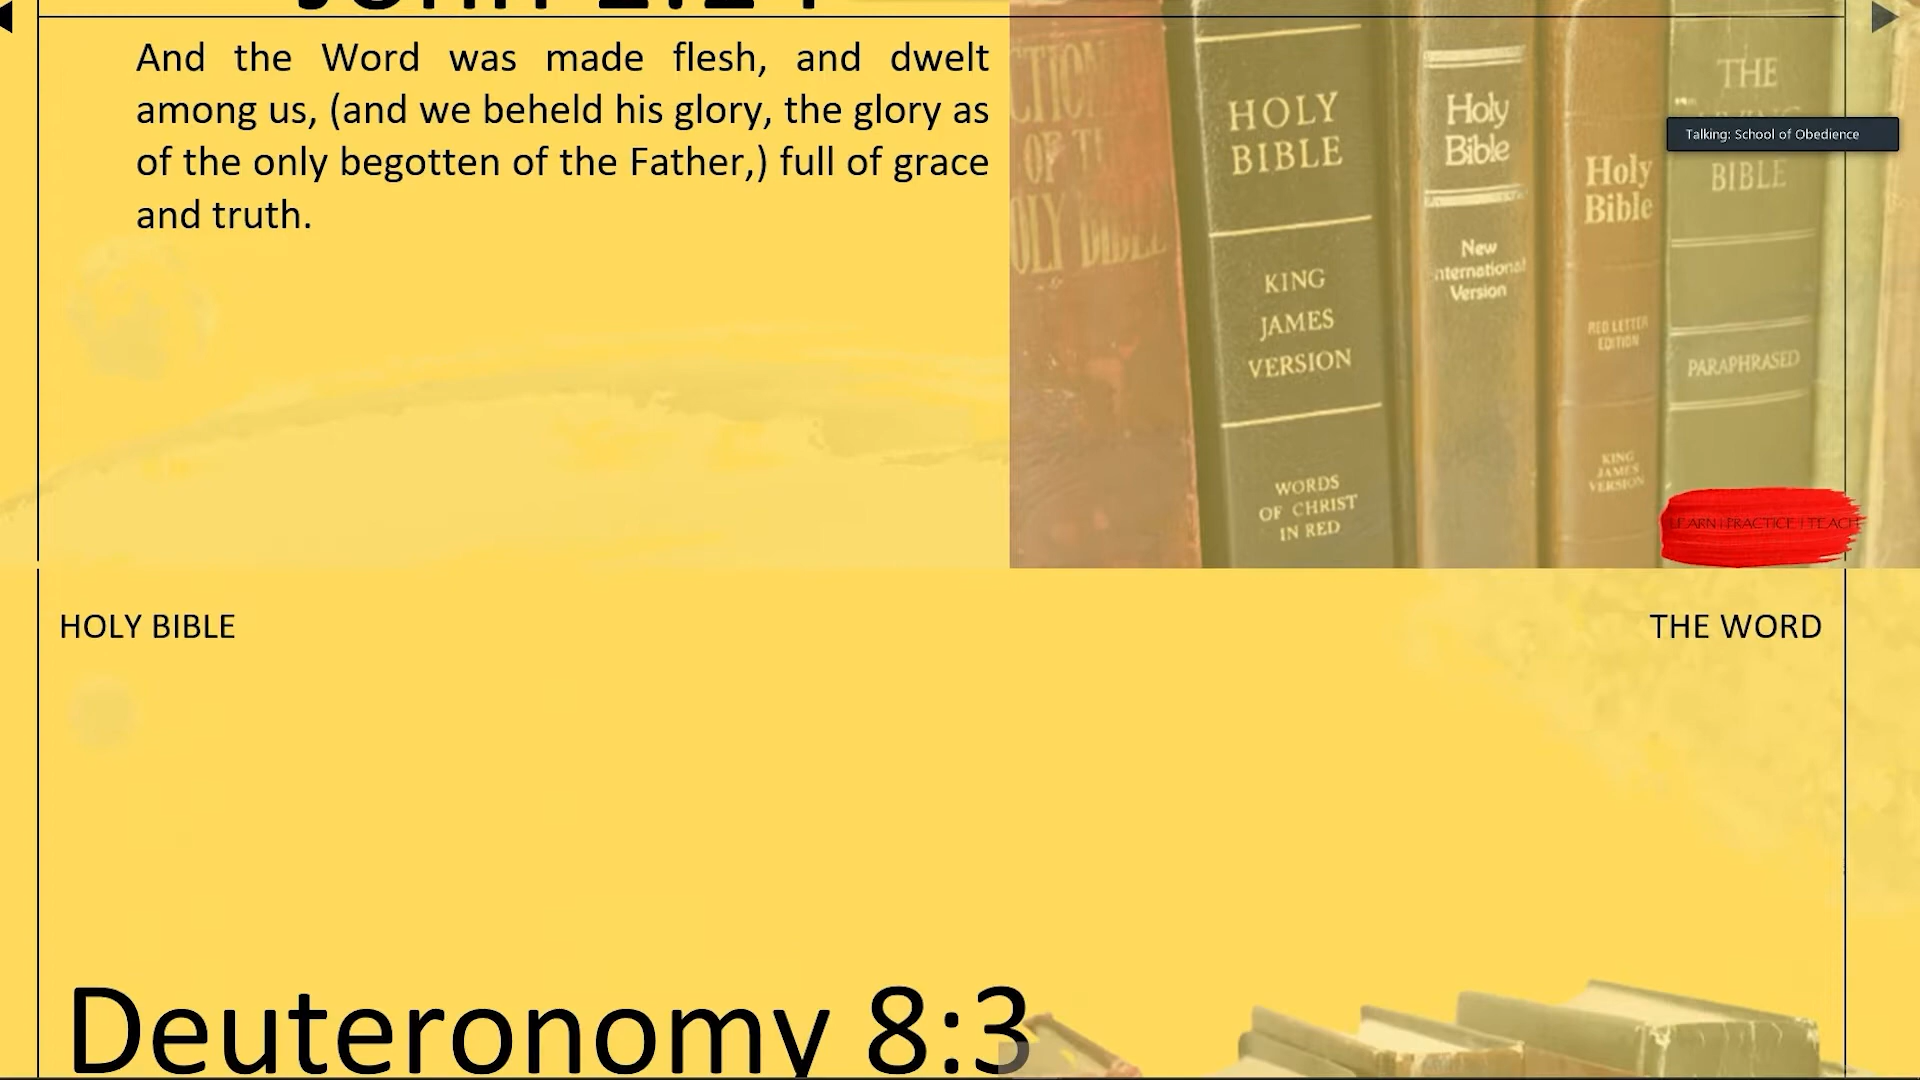 And the Word was made flesh, and dwelt
among us, (and we beheld his glory, the glory as
of the only begotten of the Father,) full of grace
and truth.
HOLY
BIBLE
KING
JAMES
VERSION
WORDS
OF CHRIST
IN RED
Holy
Bible
New
International
Version
Holy
Bible
RED LETTER
EDITION
KING
JAMES
VERSION
THE
BIBLE
PARAPHRASED
Talking: School of Obedience
LEARN | PRACTICE | TEACH
HOLY BIBLE
THE WORD
Deuteronomy 8:3